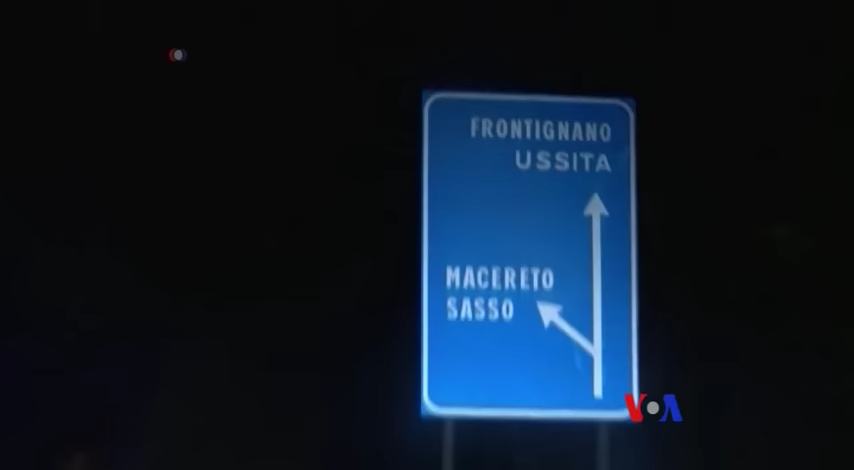 FRONTIGNANO
USSITA
MACERETO
SASSO
VOA